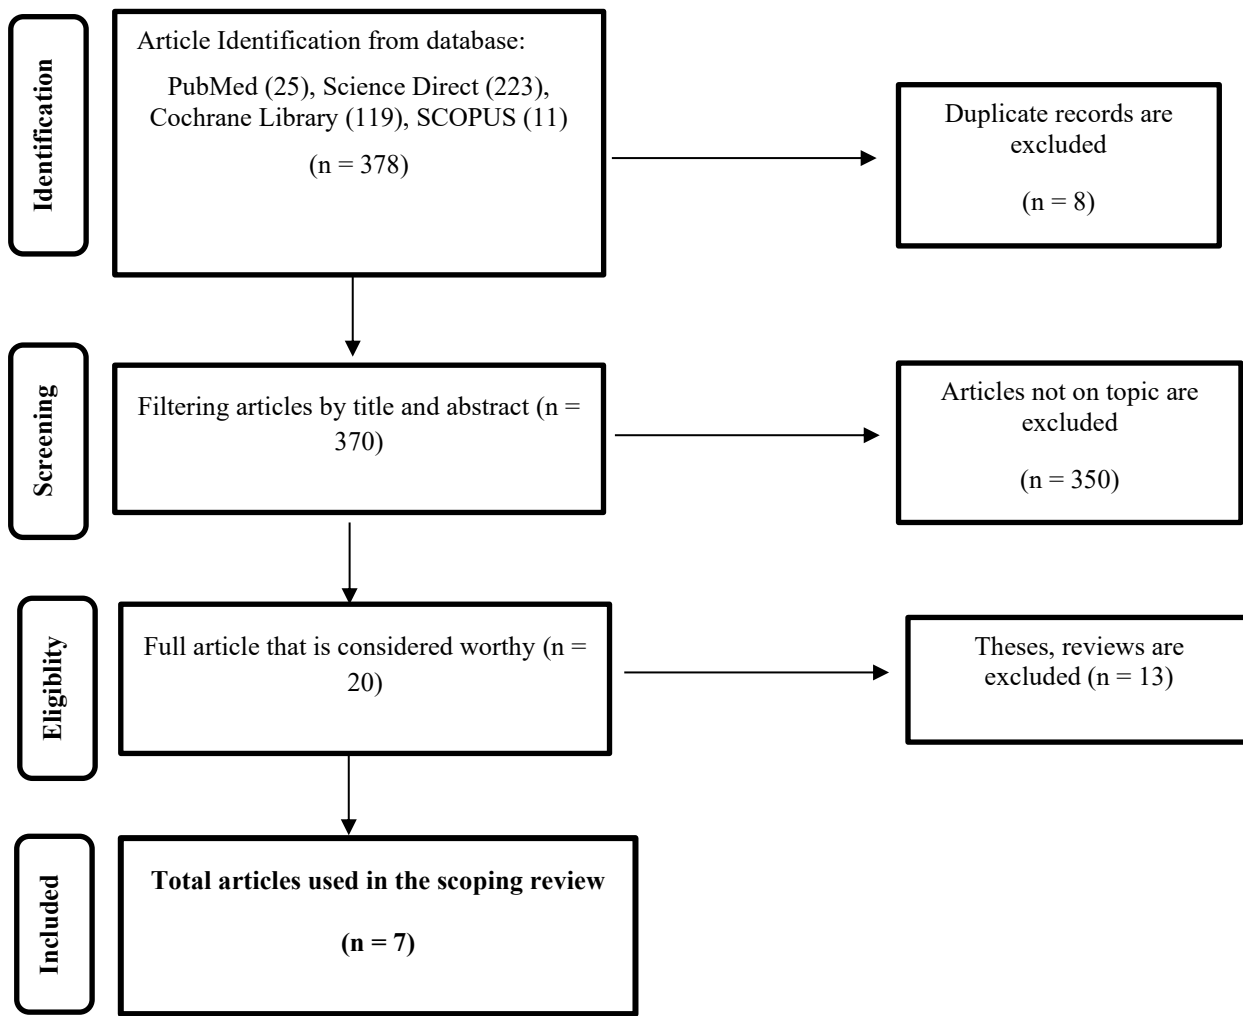 Identification
Article Identification from database:
PubMed (25), Science Direct (223),
Cochrane Library (119), SCOPUS (11)
(n = 378)
Duplicate records are
excluded
(n = 8)
Screening
Filtering articles by title and abstract (n =
370)
Articles not on topic are
excluded
(n = 350)
Eligiblity
Full article that is considered worthy (n =
20)
Theses, reviews are
excluded (n = 13)
Included
Total articles used in the scoping review
(n = 7)